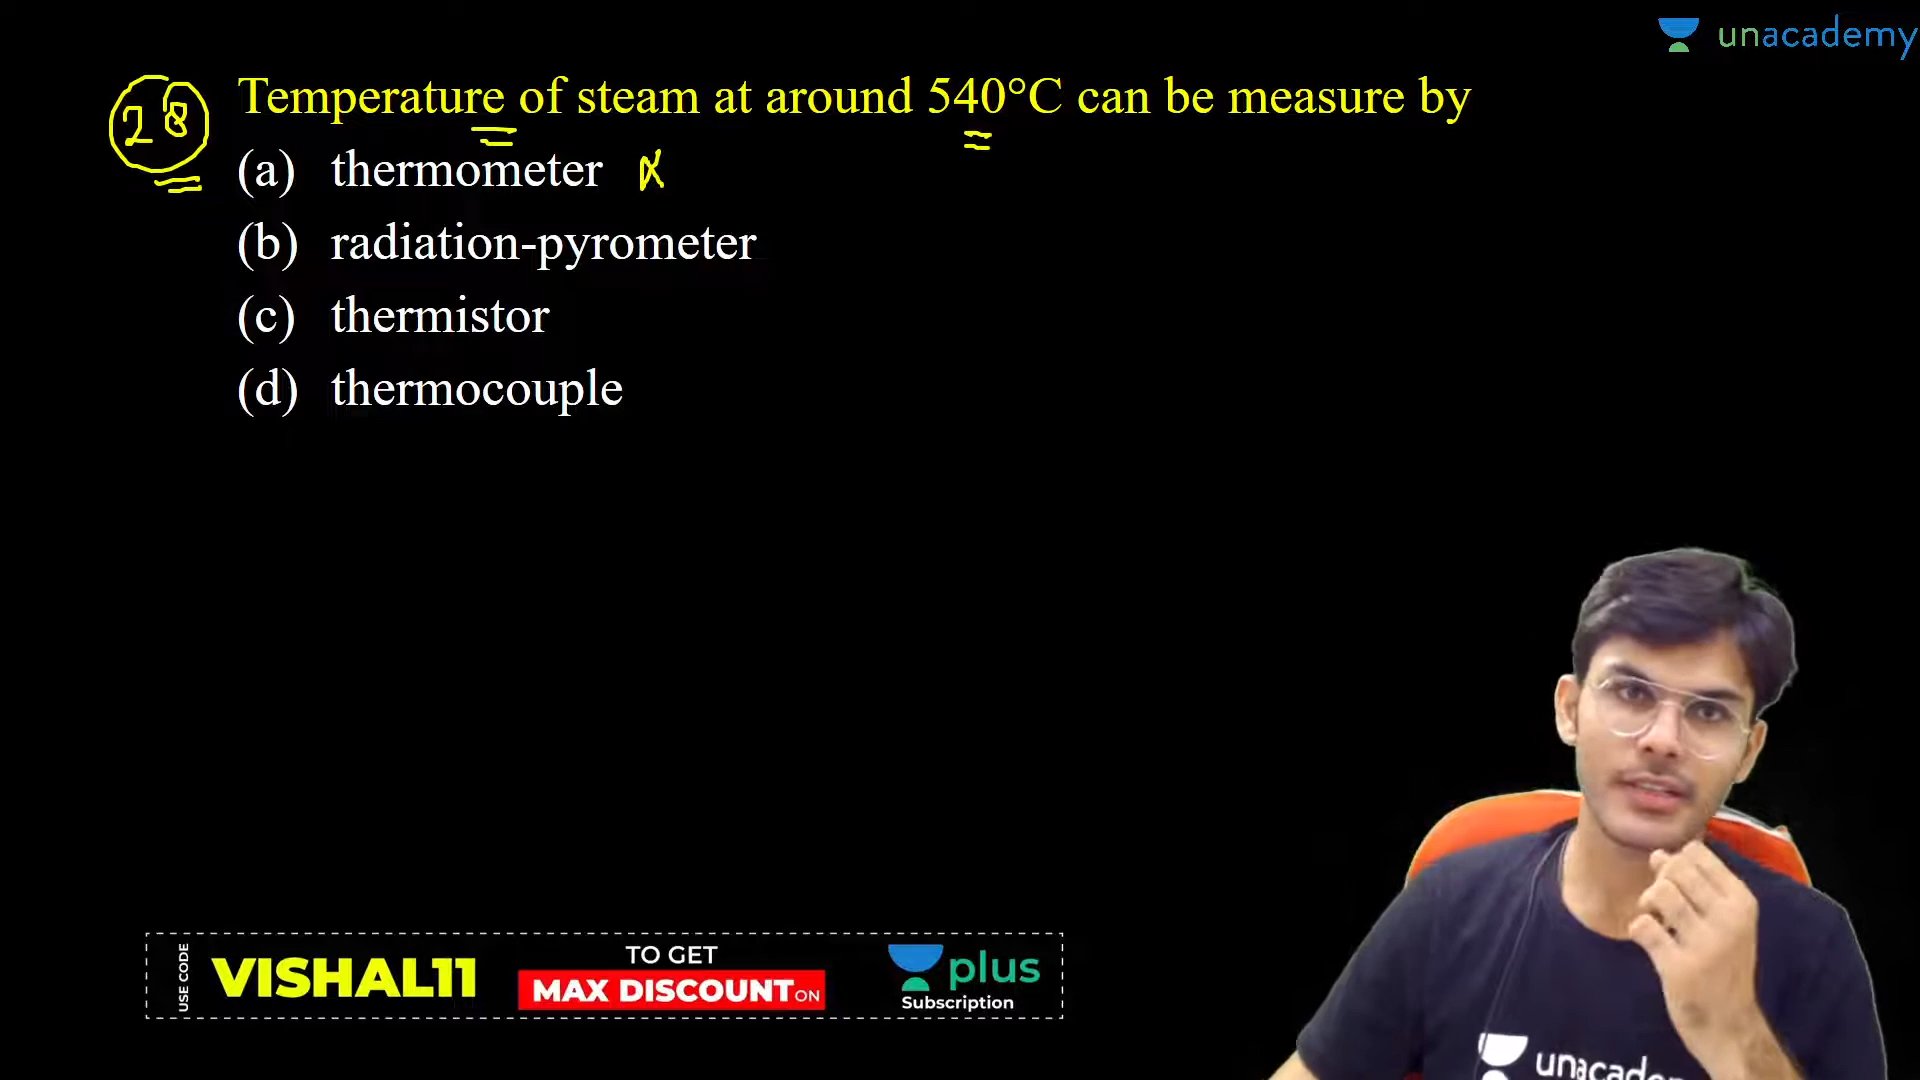 unacademy
28 Temperature of steam at around 540°C can be measure by
(a) thermometer x
(b) radiation-pyrometer
(c) thermistor
(d) thermocouple
USE CODE
VISHAL11
TO GET
MAX DISCOUNT ON
plus
Subscription